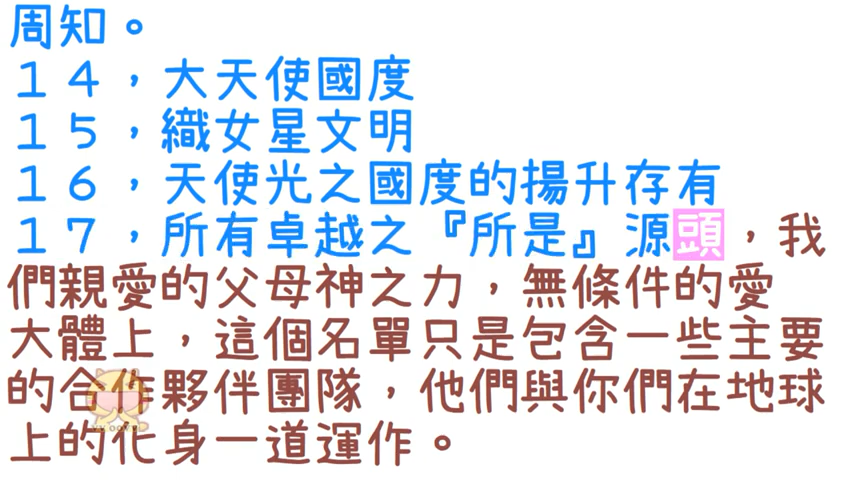 周知。
１４，大天使國度
１５，織女星文明
１６，天使光之國度的揚升存有
１７，所有卓越之『所是』源頭，我
們親愛的父母神之力，無條件的愛
大體上，這個名單只是包含一些主要
的合作夥伴團隊，他們與你們在地球
上的化身一道運作。